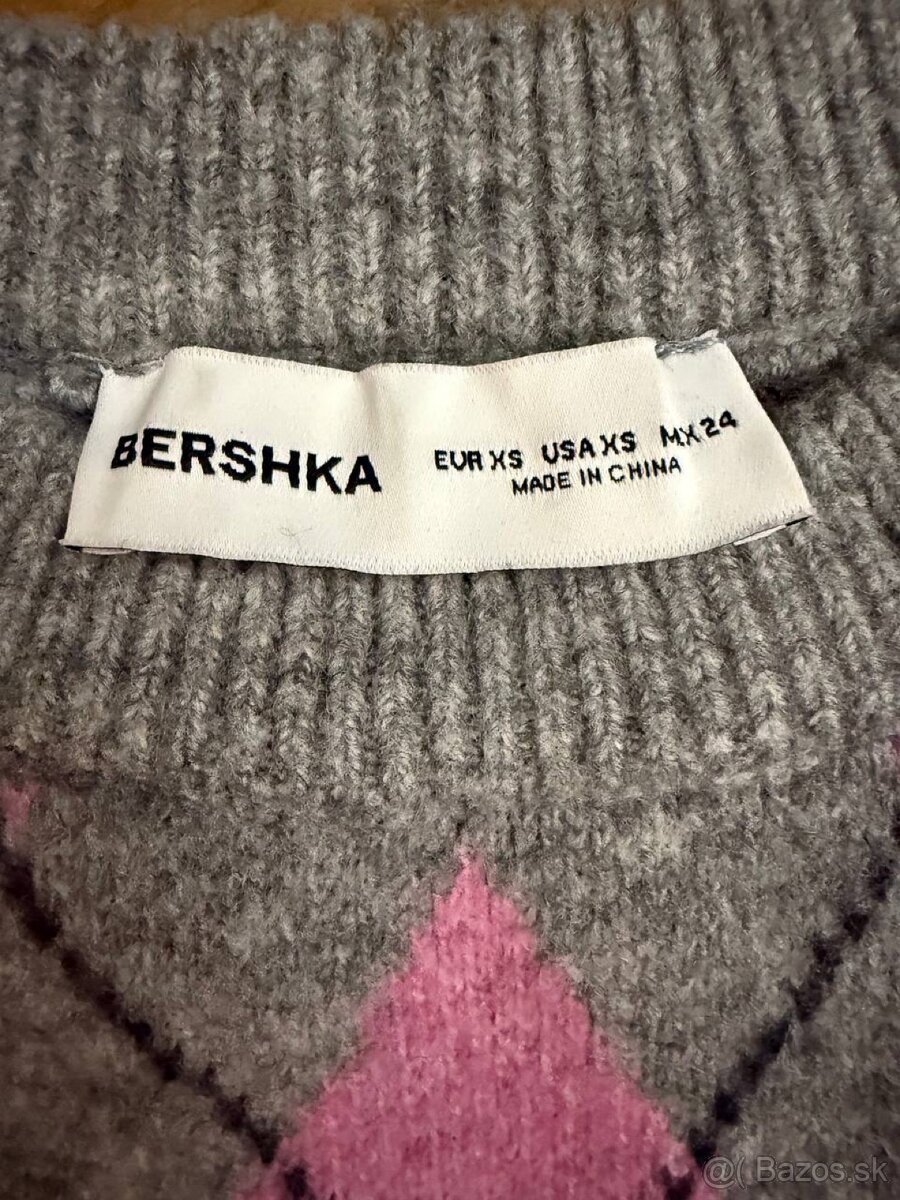 BERSHKA
EUR XS USA XS MX 24
MADE IN CHINA
@( Bazos.sk